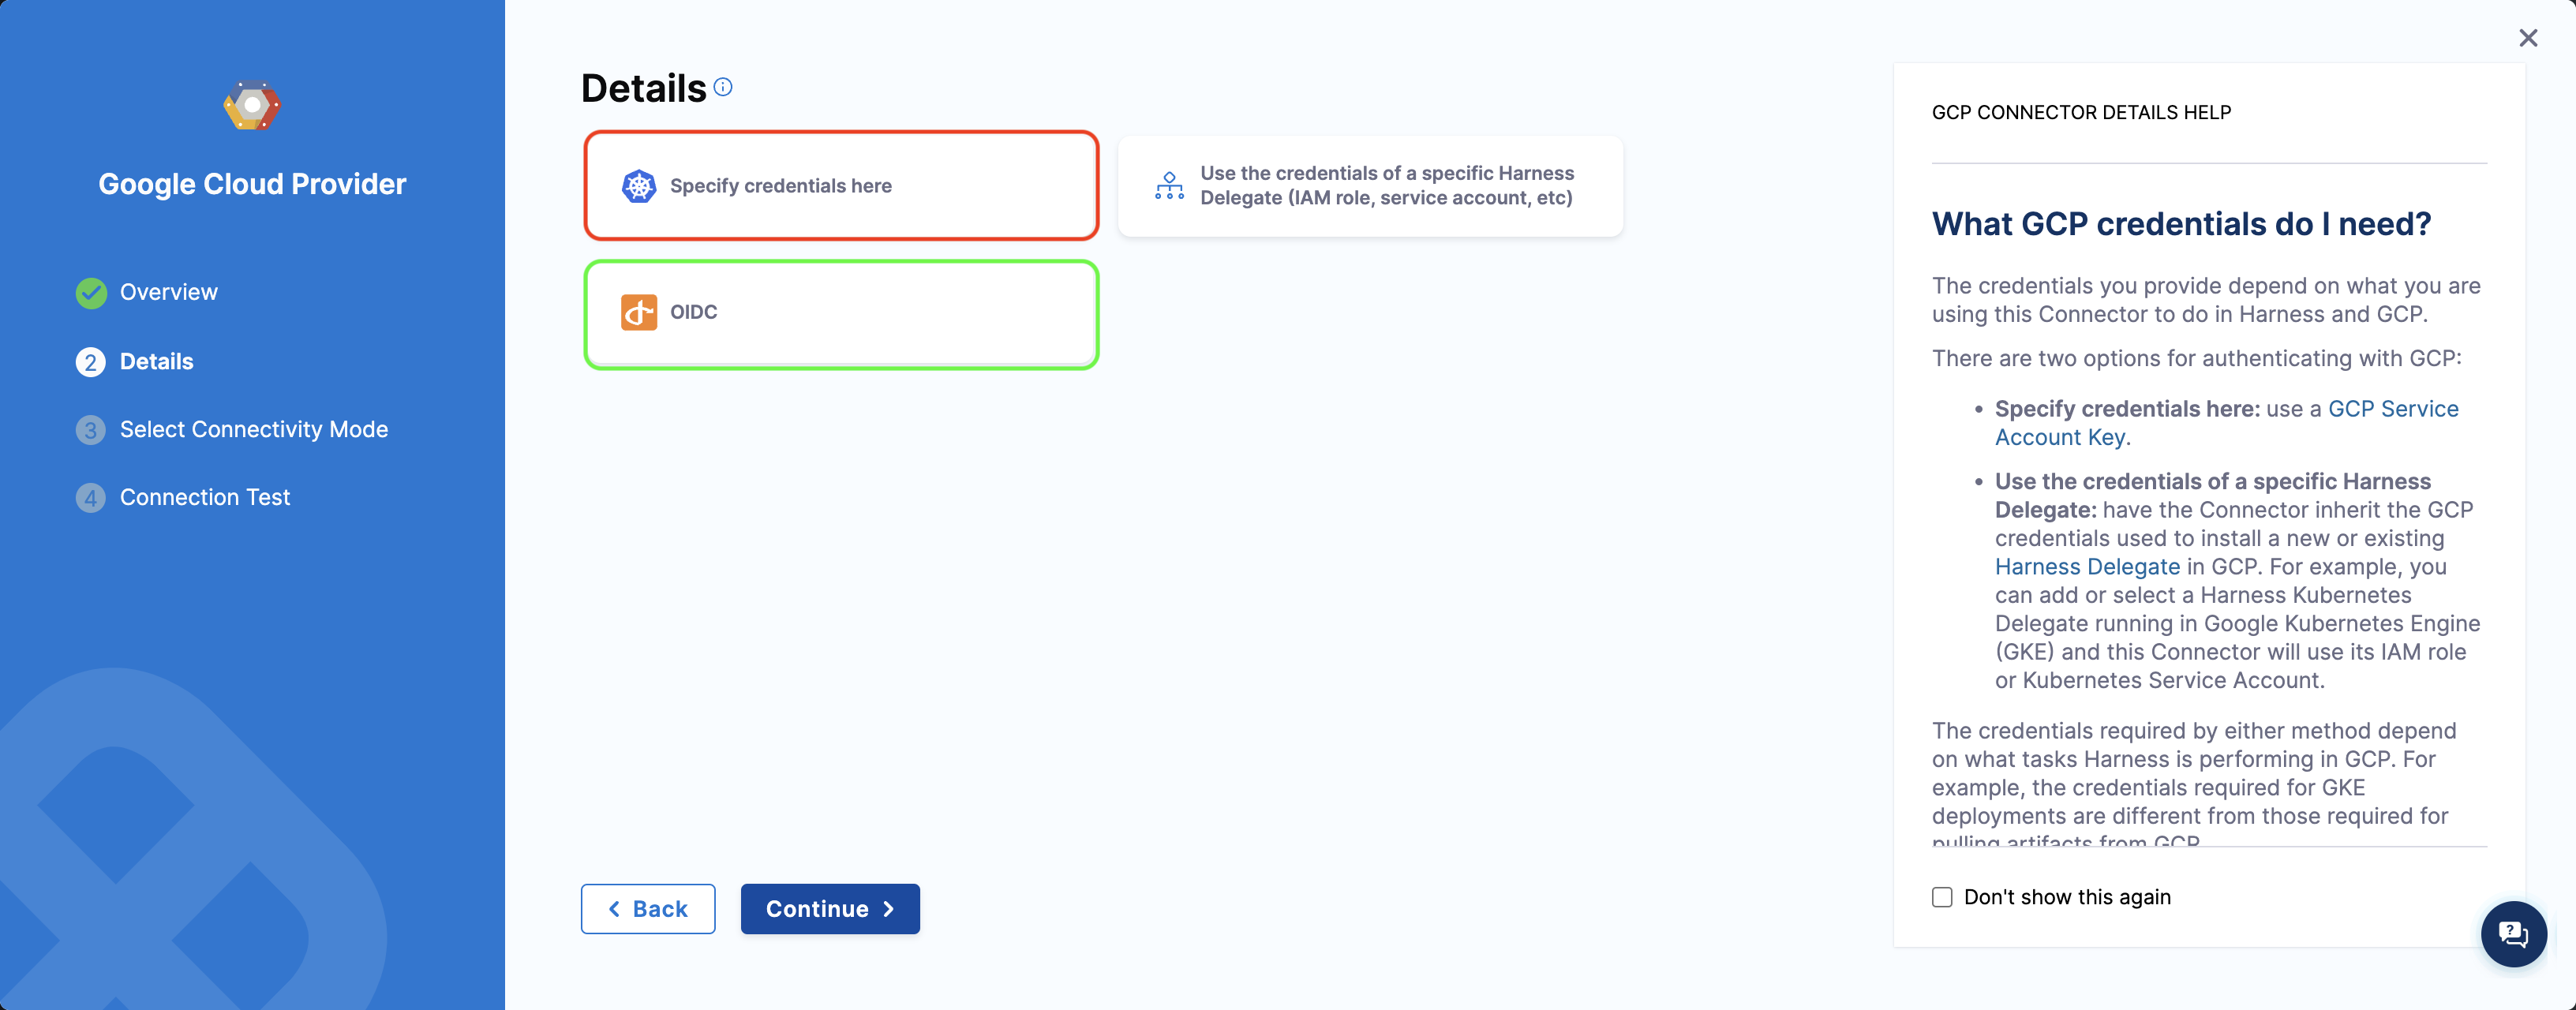 Google Cloud Provider
Overview
2 Details
3 Select Connectivity Mode
4 Connection Test
Details
Specify credentials here
Use the credentials of a specific Harness
Delegate (IAM role, service account, etc)
OIDC
Back
Continue
GCP CONNECTOR DETAILS HELP
What GCP credentials do I need?
The credentials you provide depend on what you are
using this Connector to do in Harness and GCP.
There are two options for authenticating with GCP:
• Specify credentials here: use a GCP Service
Account Key.
• Use the credentials of a specific Harness
Delegate: have the Connector inherit the GCP
credentials used to install a new or existing
Harness Delegate in GCP. For example, you
can add or select a Harness Kubernetes
Delegate running in Google Kubernetes Engine
(GKE) and this Connector will use its IAM role
or Kubernetes Service Account.
The credentials required by either method depend
on what tasks Harness is performing in GCP. For
example, the credentials required for GKE
deployments are different from those required for
pulling artifacts from GCP.
Don't show this again